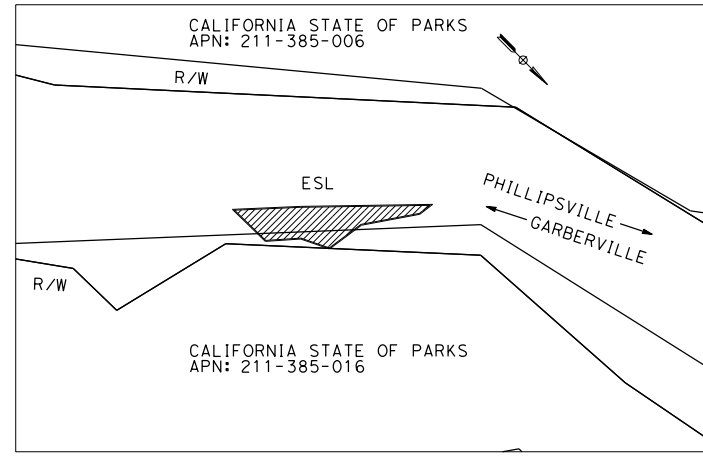 CALIFORNIA STATE OF PARKS
APN: 211-385-006
R/W
ESL
PHILLIPSVILLE
GARBERVILLE
R/W
CALIFORNIA STATE OF PARKS
APN: 211-385-016